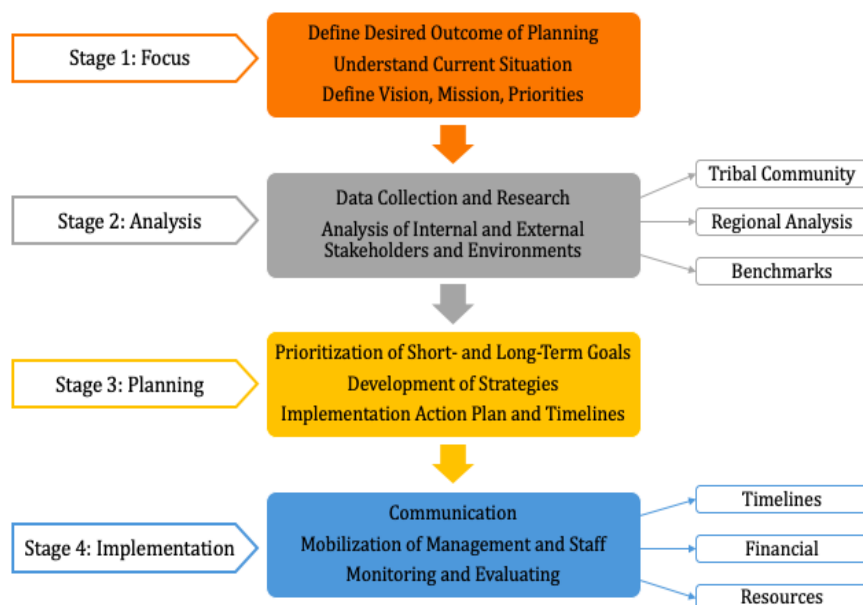 Stage 1: Focus
Define Desired Outcome of Planning
Understand Current Situation
Define Vision, Mission, Priorities
Stage 2: Analysis
Data Collection and Research
Analysis of Internal and External
Stakeholders and Environments
Tribal Community
Regional Analysis
Benchmarks
Stage 3: Planning
Prioritization of Short- and Long-Term Goals
Development of Strategies
Implementation Action Plan and Timelines
Stage 4: Implementation
Communication
Mobilization of Management and Staff
Monitoring and Evaluating
Timelines
Financial
Resources